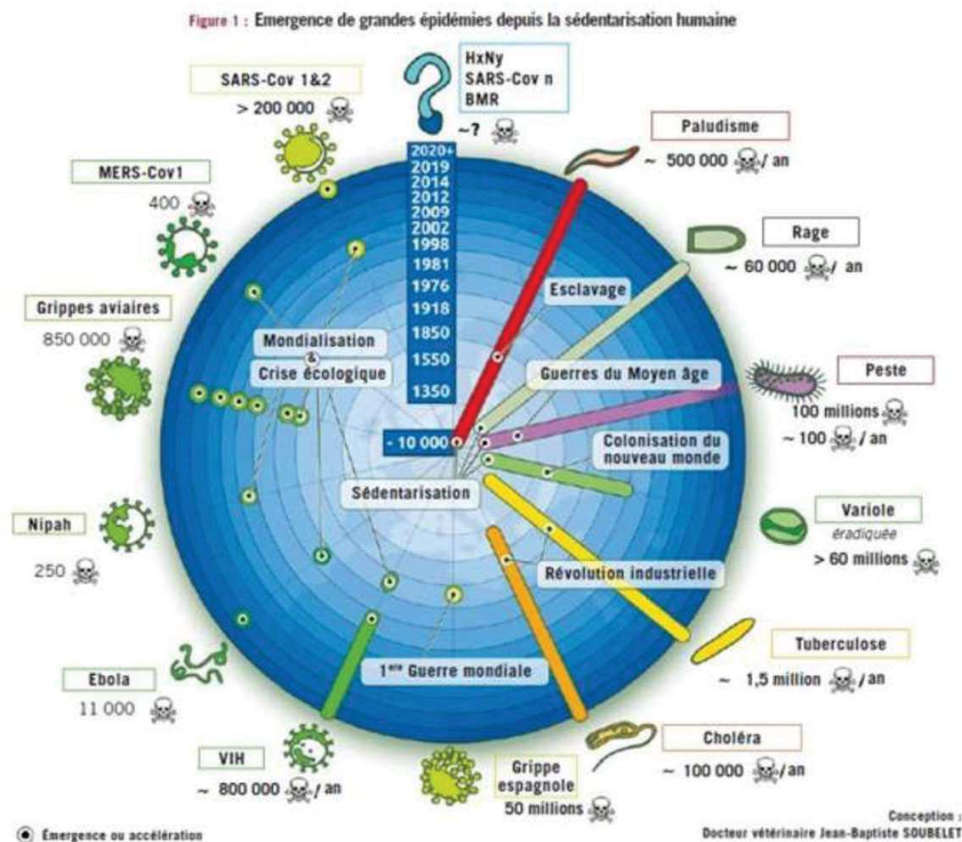 Figure 1 : Emergence de grandes épidémies depuis la sédentarisation humaine
HxNy
SARS-Cov n
BMR
~?
SARS-Cov 1&2
> 200 000
MERS-Cov1
400
Grippes aviaires
850 000
Nipah
250
Ebola
11 000
VIH
~ 800 000 / an
Grippe
espagnole
50 millions
Choléra
~ 100 000 /an
Tuberculose
~ 1,5 million /an
Variole
éradiquée
> 60 millions
Peste
100 millions
~ 100 / an
Rage
~ 60 000 / an
Paludisme
~ 500 000 / an
2020+
2019
2014
2012
2009
2002
1998
1981
1976
1918
1850
1550
1350
- 10 000
Esclavage
Mondialisation
&
Crise écologique
Guerres du Moyen âge
Colonisation du
nouveau monde
Sédentarisation
Révolution industrielle
1ere Guerre mondiale
Émergence ou accélération
Conception :
Docteur vétérinaire Jean-Baptiste SOUBELET